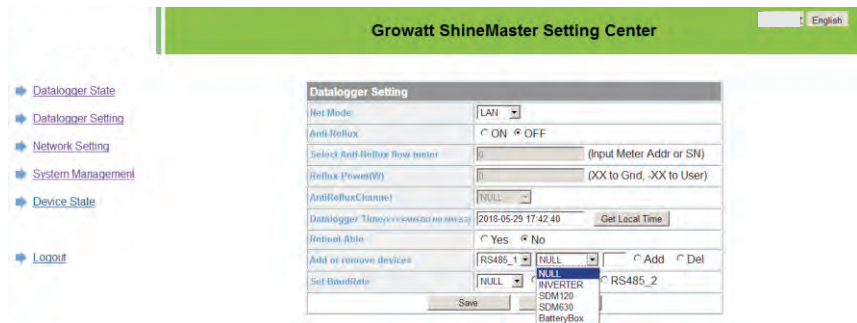 Growatt ShineMaster Setting Center
English
Datalogger State
Datalogger Setting
Network Setting
System Management
Device State
Logout
Datalogger Setting
Net Mode LAN
Anti-Reflux ON OFF
Select Anti-Reflux flow meter 0 (Input Meter Addr or SN)
Reflux Power(W) 0 (XX to Grid, -XX to User)
AntiRefluxChannel NULL
Datalogger Time 2018-05-29 17:42:40 Get Local Time
Reboot Able Yes No
Add or remove devices RS485_1 NULL Add Del
NULL
INVERTER
SDM120
SDM630
BatteryBox
Set BaudRate NULL RS485_2
Save